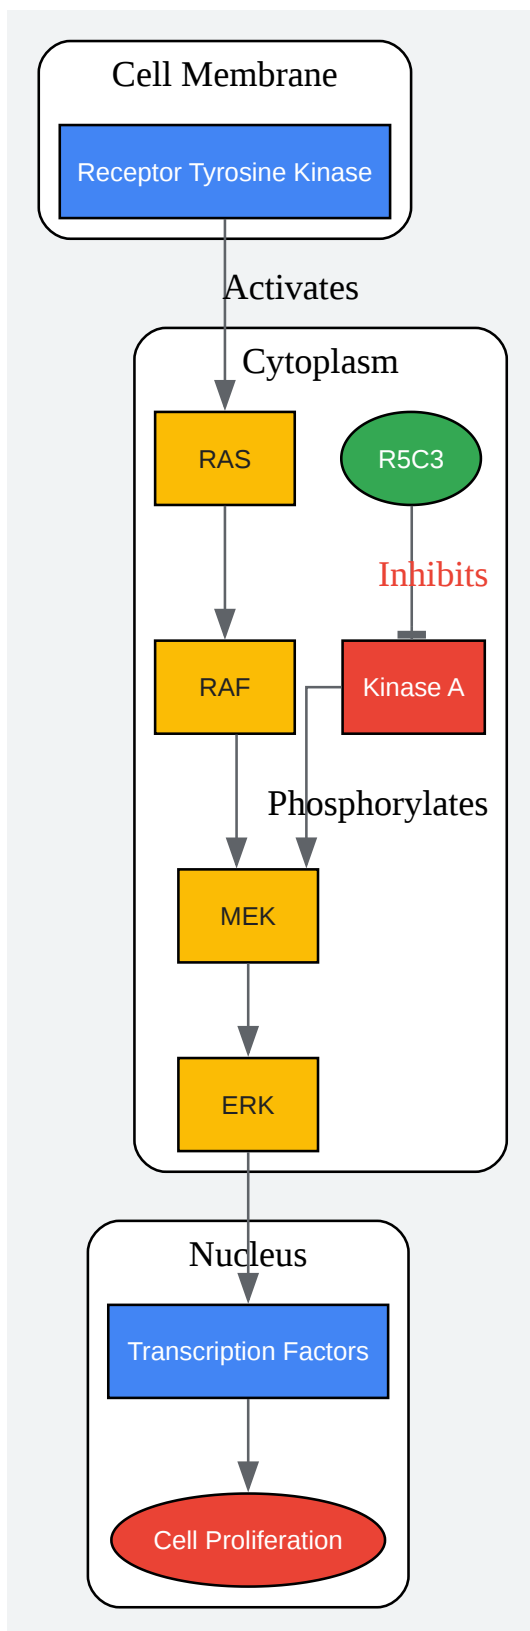 Cell Membrane
Receptor Tyrosine Kinase
Activates
Cytoplasm
RAS
R5C3
Inhibits
RAF
Kinase A
Phosphorylates
MEK
ERK
Nucleus
Transcription Factors
Cell Proliferation